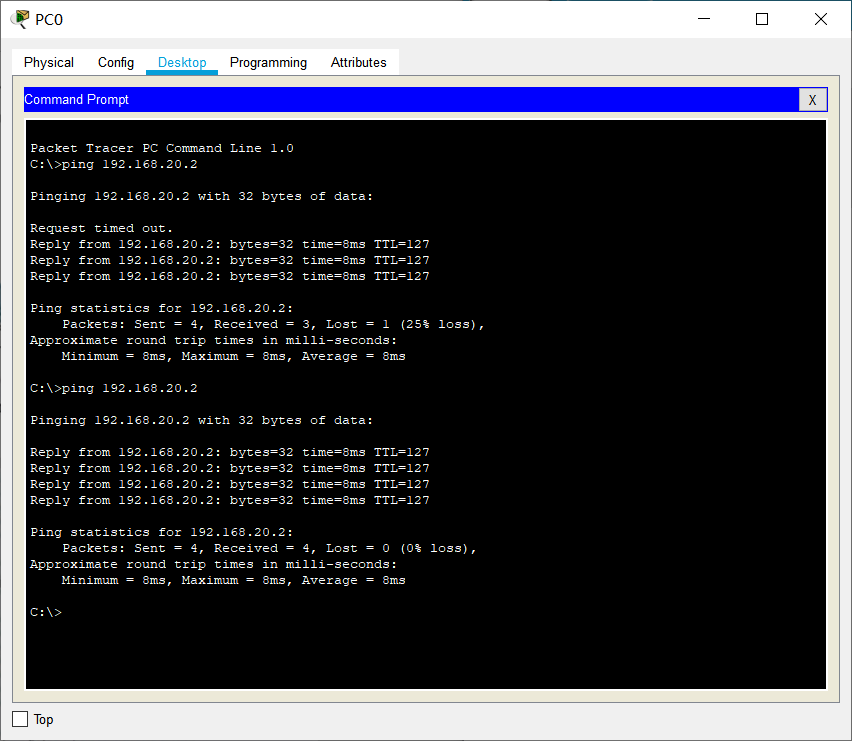 PC0
Physical Config Desktop Programming Attributes
Command Prompt X
Packet Tracer PC Command Line 1.0
C:\>ping 192.168.20.2
Pinging 192.168.20.2 with 32 bytes of data:
Request timed out.
Reply from 192.168.20.2: bytes=32 time=8ms TTL=127
Reply from 192.168.20.2: bytes=32 time=8ms TTL=127
Reply from 192.168.20.2: bytes=32 time=8ms TTL=127
Ping statistics for 192.168.20.2:
    Packets: Sent = 4, Received = 3, Lost = 1 (25% loss),
Approximate round trip times in milli-seconds:
    Minimum = 8ms, Maximum = 8ms, Average = 8ms
C:\>ping 192.168.20.2
Pinging 192.168.20.2 with 32 bytes of data:
Reply from 192.168.20.2: bytes=32 time=8ms TTL=127
Reply from 192.168.20.2: bytes=32 time=8ms TTL=127
Reply from 192.168.20.2: bytes=32 time=8ms TTL=127
Reply from 192.168.20.2: bytes=32 time=8ms TTL=127
Ping statistics for 192.168.20.2:
    Packets: Sent = 4, Received = 4, Lost = 0 (0% loss),
Approximate round trip times in milli-seconds:
    Minimum = 8ms, Maximum = 8ms, Average = 8ms
C:\>
Top